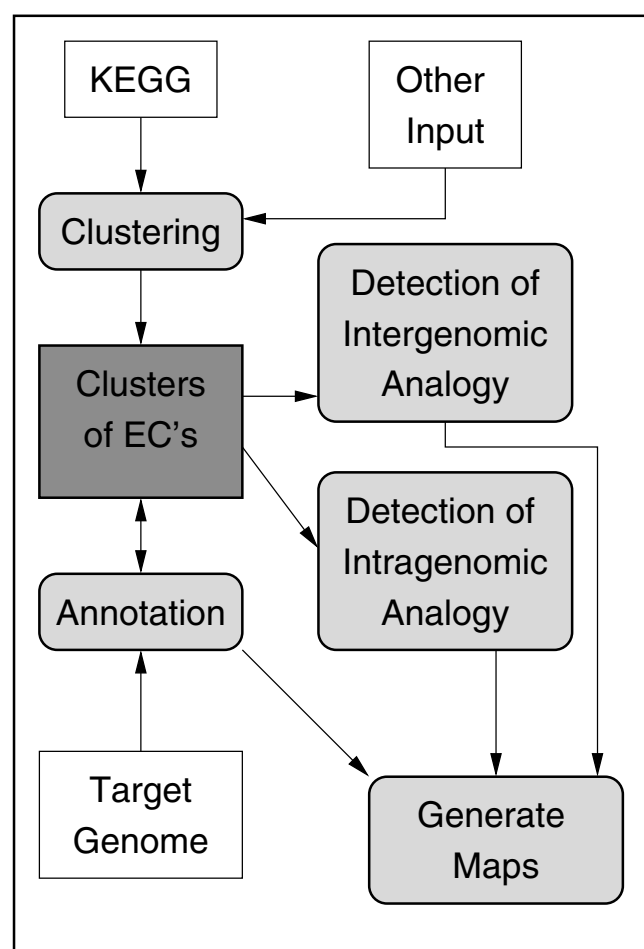 KEGG
Other
Input
Clustering
Detection of
Intergenomic
Analogy
Clusters
of EC's
Detection of
Intragenomic
Analogy
Annotation
Target
Genome
Generate
Maps